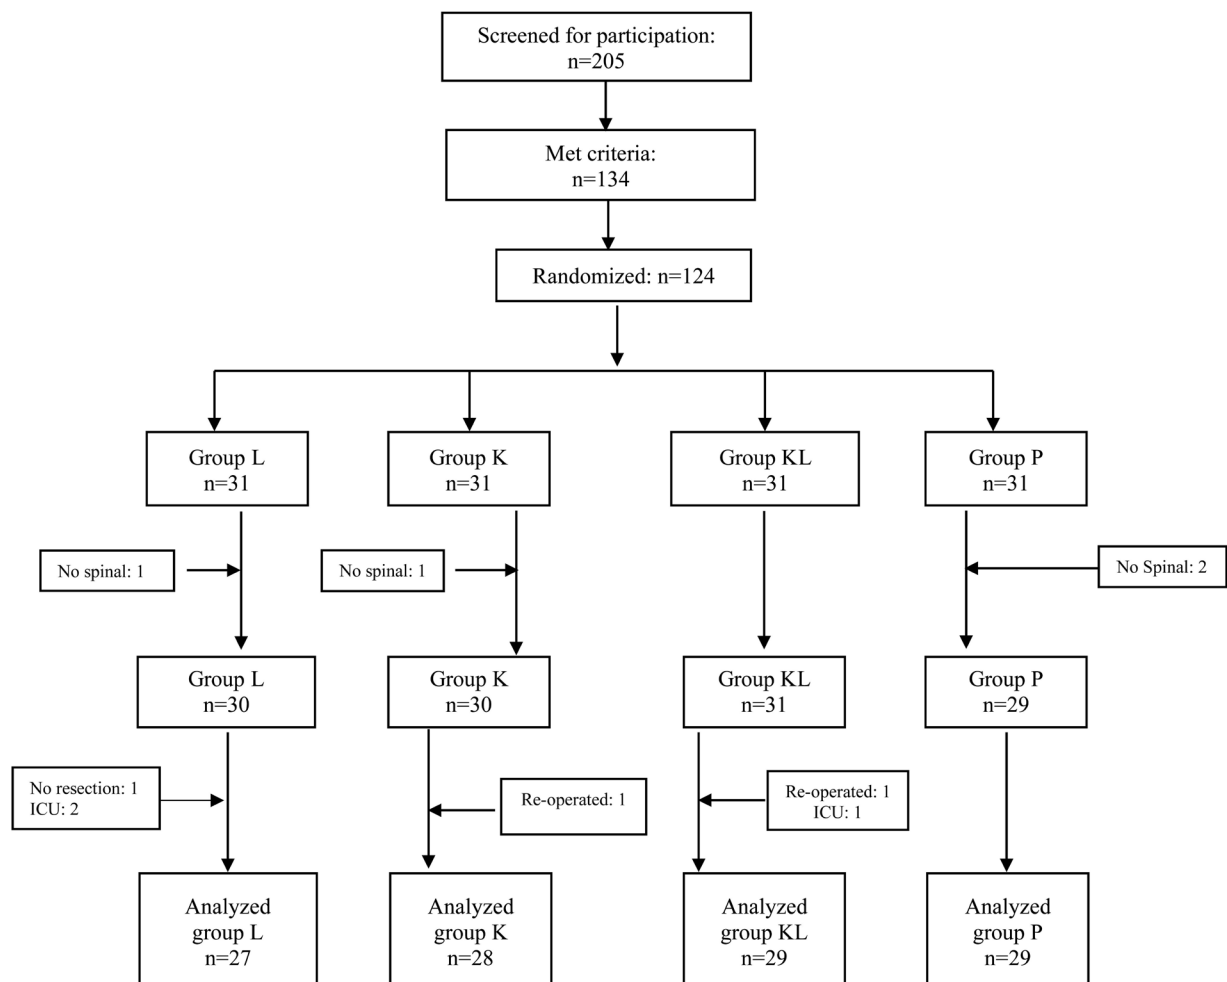 Screened for participation:
n=205
Met criteria:
n=134
Randomized: n=124
Group L
n=31
Group K
n=31
Group KL
n=31
Group P
n=31
No spinal: 1
No spinal: 1
No Spinal: 2
Group L
n=30
Group K
n=30
Group KL
n=31
Group P
n=29
No resection: 1
ICU: 2
Re-operated: 1
Re-operated: 1
ICU: 1
Analyzed
group L
n=27
Analyzed
group K
n=28
Analyzed
group KL
n=29
Analyzed
group P
n=29